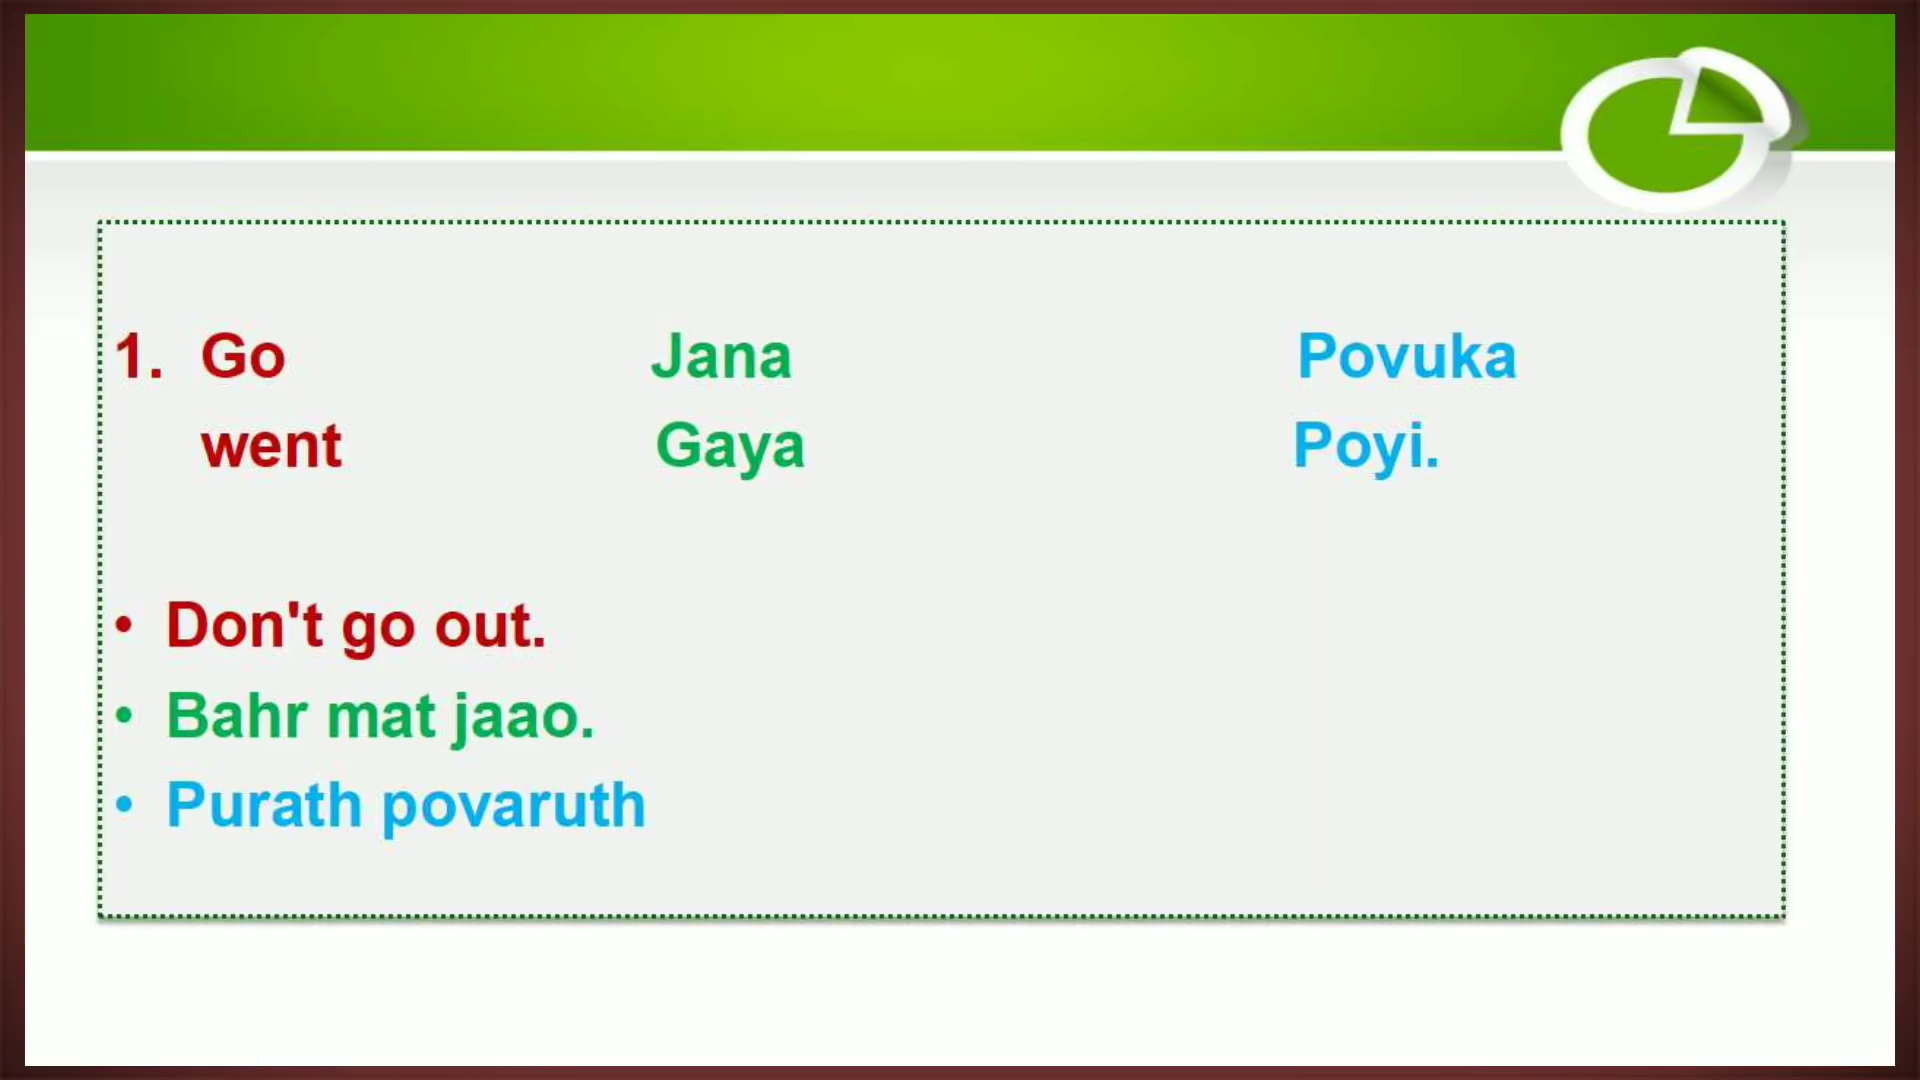 1. Go Jana Povuka
went Gaya Poyi.
• Don't go out.
• Bahr mat jaao.
• Purath povaruth